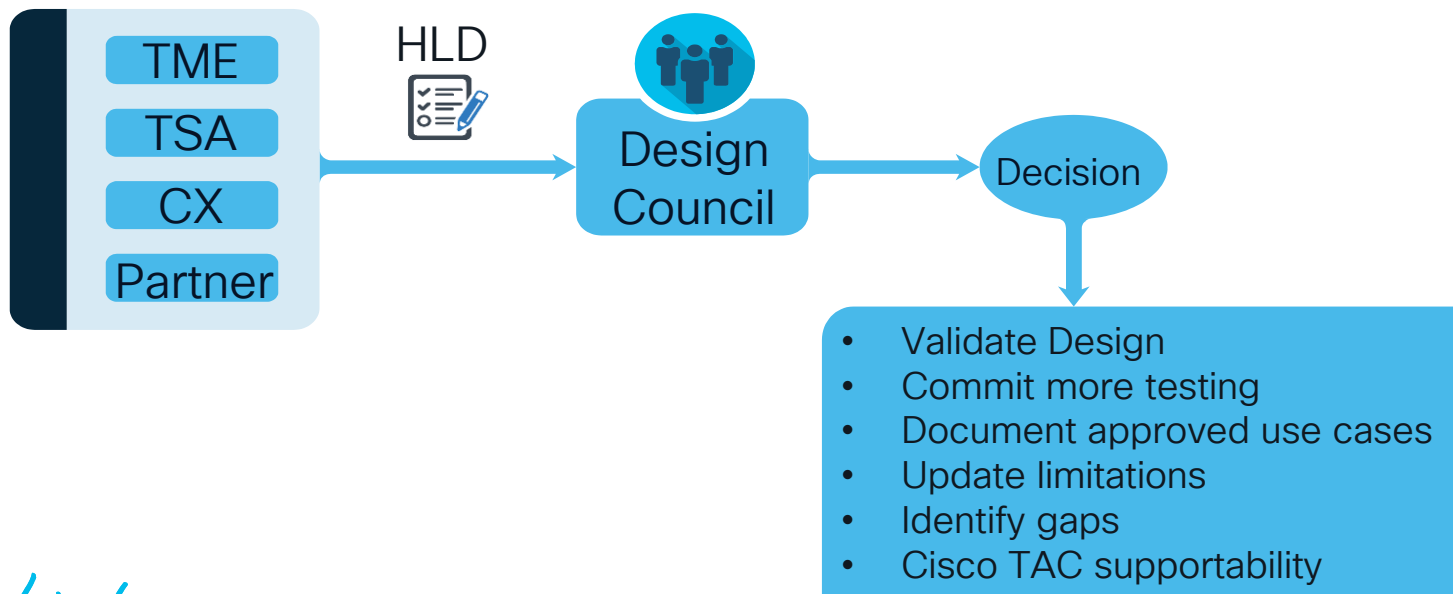 TME
TSA
CX
Partner
HLD
Design
Council
Decision
• Validate Design
• Commit more testing
• Document approved use cases
• Update limitations
• Identify gaps
• Cisco TAC supportability